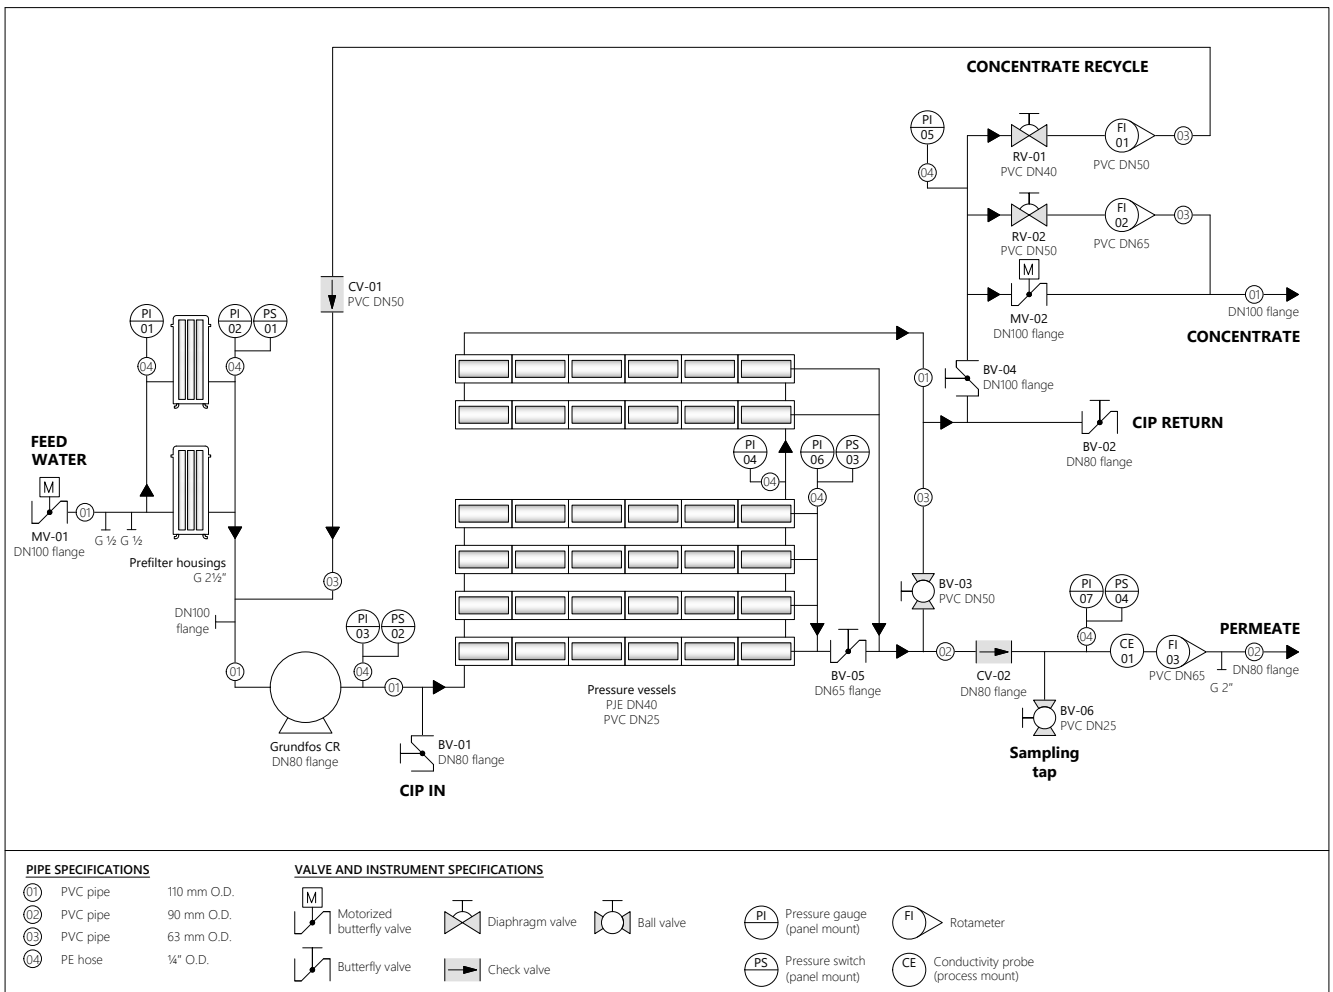 CONCENTRATE RECYCLE
PI
05
04
FI
01
03
RV-01
PVC DN40
PVC DN50
FI
02
03
RV-02
PVC DN50
PVC DN65
M
MV-02
DN100 flange
01
DN100 flange
CONCENTRATE
CV-01
PVC DN50
PI
01
PI
02
PS
01
04
04
01
BV-04
DN100 flange
CIP RETURN
BV-02
DN80 flange
FEED
WATER
M
01
MV-01
DN100 flange
G ½ G ½
Prefilter housings
G 2½"
PI
04
04
PI
06
PS
03
04
03
03
DN100
flange
BV-03
PVC DN50
PI
03
PS
02
04
01
01
Grundfos CR
DN80 flange
BV-01
DN80 flange
CIP IN
Pressure vessels
PJE DN40
PVC DN25
BV-05
DN65 flange
02
CV-02
DN80 flange
PI
07
PS
04
04
CE
01
FI
03
PVC DN65
G 2"
02
DN80 flange
PERMEATE
BV-06
PVC DN25
Sampling
tap
PIPE SPECIFICATIONS
01 PVC pipe 110 mm O.D.
02 PVC pipe 90 mm O.D.
03 PVC pipe 63 mm O.D.
04 PE hose ¼" O.D.
VALVE AND INSTRUMENT SPECIFICATIONS
M
Motorized
butterfly valve
Diaphragm valve
Ball valve
Butterfly valve
Check valve
PI
Pressure gauge
(panel mount)
FI
Rotameter
PS
Pressure switch
(panel mount)
CE
Conductivity probe
(process mount)